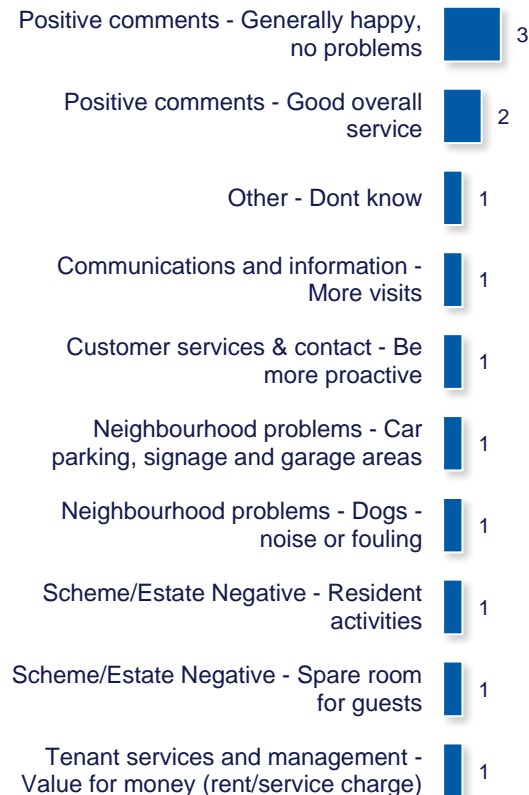 Positive comments - Generally happy,
no problems
3
Positive comments - Good overall
service
2
Other - Dont know
1
Communications and information -
More visits
1
Customer services & contact - Be
more proactive
1
Neighbourhood problems - Car
parking, signage and garage areas
1
Neighbourhood problems - Dogs -
noise or fouling
1
Scheme/Estate Negative - Resident
activities
1
Scheme/Estate Negative - Spare room
for guests
1
Tenant services and management -
Value for money (rent/service charge)
1